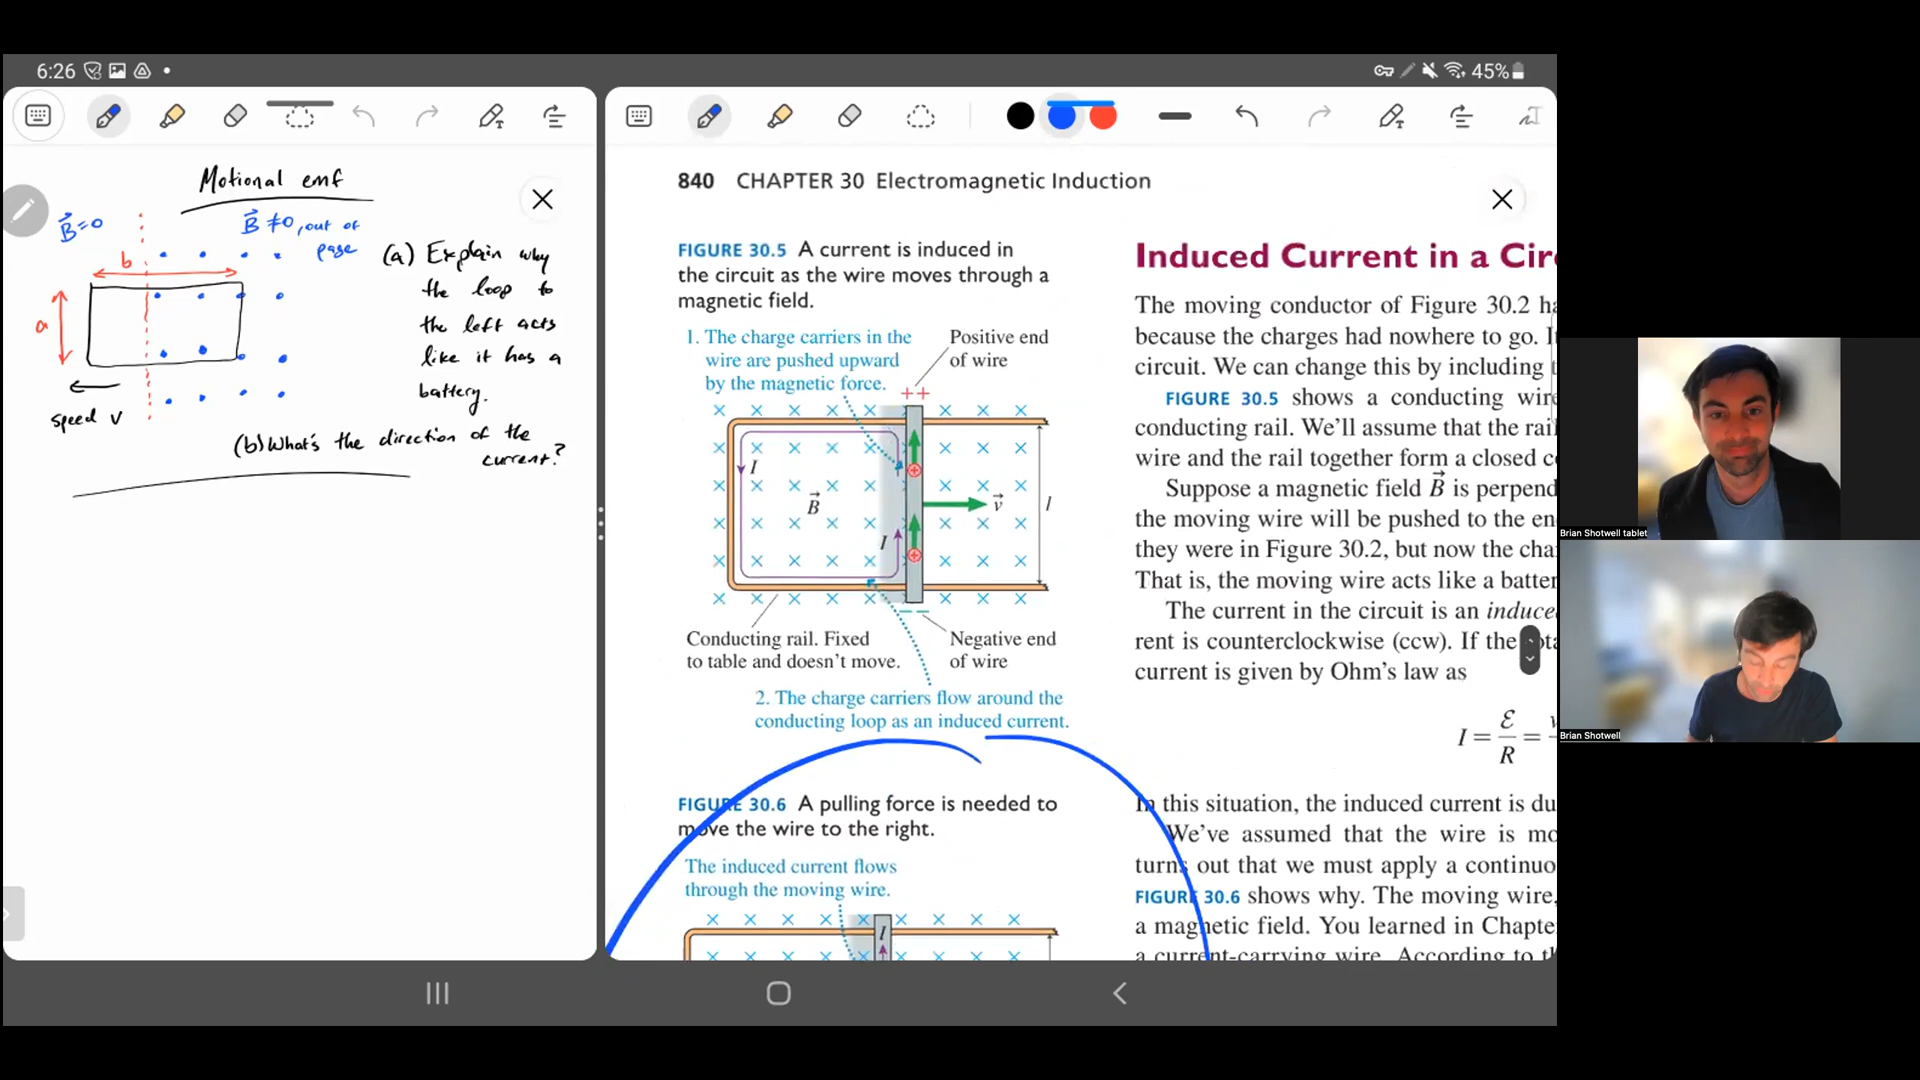 6:26
45%
Motional emf
B⃗=0
B⃗ ≠0, out of
page
b
a
speed v
(a) Explain why
the loop to
the left acts
like it has a
battery.
(b) What's the direction of the
current?
840 CHAPTER 30 Electromagnetic Induction
FIGURE 30.5 A current is induced in
the circuit as the wire moves through a
magnetic field.
1. The charge carriers in the
wire are pushed upward
by the magnetic force.
Positive end
of wire
++
I
B⃗
I
v⃗
l
Conducting rail. Fixed
to table and doesn't move.
Negative end
of wire
2. The charge carriers flow around the
conducting loop as an induced current.
FIGURE 30.6 A pulling force is needed to
move the wire to the right.
The induced current flows
through the moving wire.
I
Induced Current in a Cir
The moving conductor of Figure 30.2 ha
because the charges had nowhere to go. I
circuit. We can change this by including
FIGURE 30.5 shows a conducting wire
conducting rail. We'll assume that the rai
wire and the rail together form a closed c
Suppose a magnetic field B⃗ is perpend
the moving wire will be pushed to the en
they were in Figure 30.2, but now the cha
That is, the moving wire acts like a batter
The current in the circuit is an induce
rent is counterclockwise (ccw). If the ota
current is given by Ohm's law as
I = ℰ/R =
In this situation, the induced current is du
We've assumed that the wire is mo
turns out that we must apply a continuo
FIGURE 30.6 shows why. The moving wire,
a magnetic field. You learned in Chapte
a current-carrying wire. According to t
Brian Shotwell tablet
Brian Shotwell